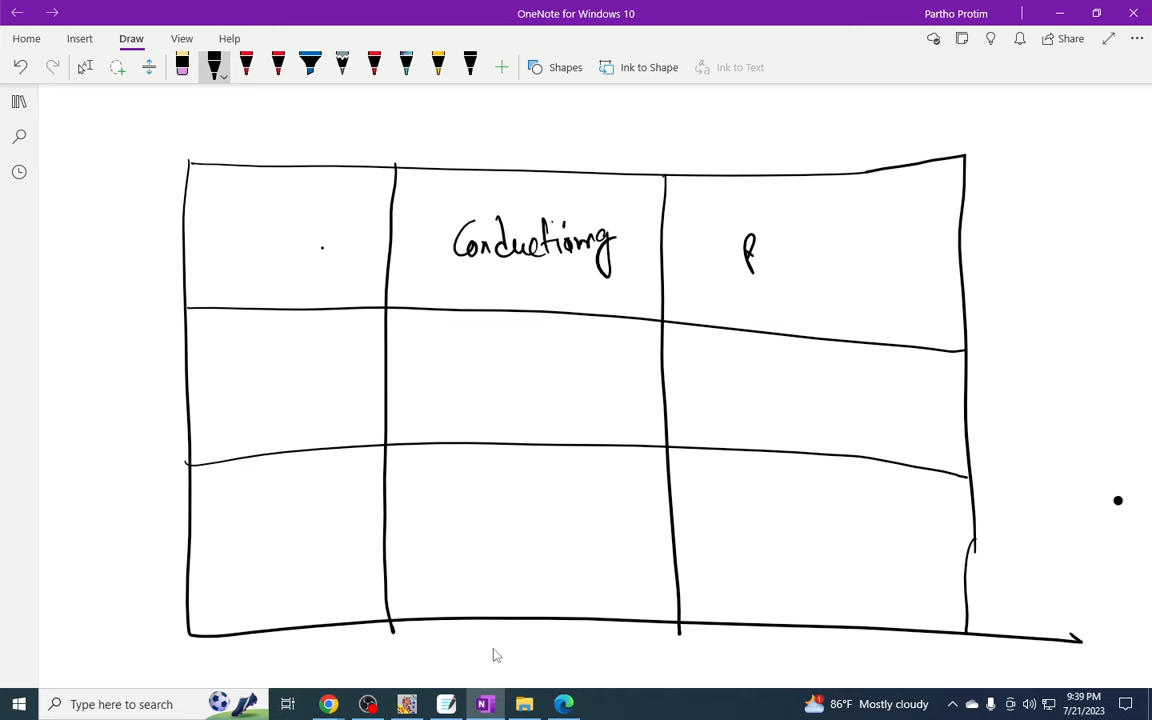 OneNote for Windows 10
Partho Protim
Home Insert Draw View Help
Share
Shapes Ink to Shape Ink to Text
Conductionng
Type here to search
86°F Mostly cloudy
9:39 PM
7/21/2023